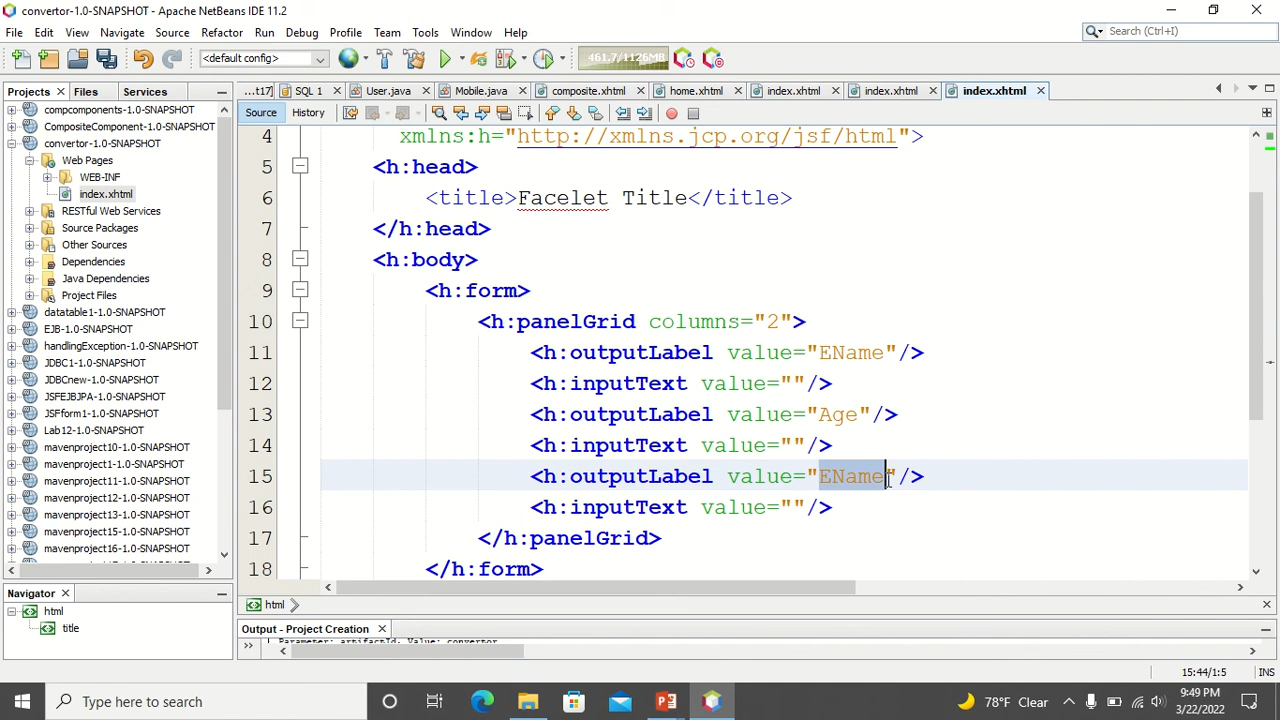 convertor-1.0-SNAPSHOT - Apache NetBeans IDE 11.2
File Edit View Navigate Source Refactor Run Debug Profile Team Tools Window Help
Search (Ctrl+I)
<default config>
461.7/1126MB
Projects Files Services
...t17] SQL 1 User.java Mobile.java composite.xhtml home.xhtml index.xhtml index.xhtml index.xhtml
Source History
compcomponents-1.0-SNAPSHOT
CompositeComponent-1.0-SNAPSHOT
convertor-1.0-SNAPSHOT
Web Pages
WEB-INF
index.xhtml
RESTful Web Services
Source Packages
Other Sources
Dependencies
Java Dependencies
Project Files
datatable1-1.0-SNAPSHOT
EJB-1.0-SNAPSHOT
handlingException-1.0-SNAPSHOT
JDBC1-1.0-SNAPSHOT
JDBCnew-1.0-SNAPSHOT
JSFEJBJPA-1.0-SNAPSHOT
JSFform1-1.0-SNAPSHOT
Lab12-1.0-SNAPSHOT
mavenproject10-1.0-SNAPSHOT
mavenproject1-1.0-SNAPSHOT
mavenproject11-1.0-SNAPSHOT
mavenproject12-1.0-SNAPSHOT
mavenproject13-1.0-SNAPSHOT
mavenproject15-1.0-SNAPSHOT
mavenproject16-1.0-SNAPSHOT
4 xmlns:h="http://xmlns.jcp.org/jsf/html">
5 <h:head>
6 <title>Facelet Title</title>
7 </h:head>
8 <h:body>
9 <h:form>
10 <h:panelGrid columns="2">
11 <h:outputLabel value="EName"/>
12 <h:inputText value=""/>
13 <h:outputLabel value="Age"/>
14 <h:inputText value=""/>
15 <h:outputLabel value="EName"/>
16 <h:inputText value=""/>
17 </h:panelGrid>
18 </h:form>
html
Navigator
html
title
Output - Project Creation
Parameter: artifactId, Value: convertor
15:44/1:5 INS
Type here to search
78°F Clear
9:49 PM
3/22/2022